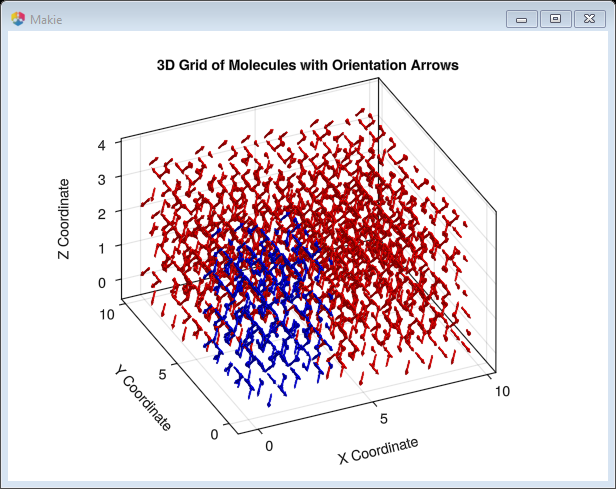 Makie
3D Grid of Molecules with Orientation Arrows
4
3
2
1
0
Z Coordinate
10
5
0
Y Coordinate
0
5
10
X Coordinate